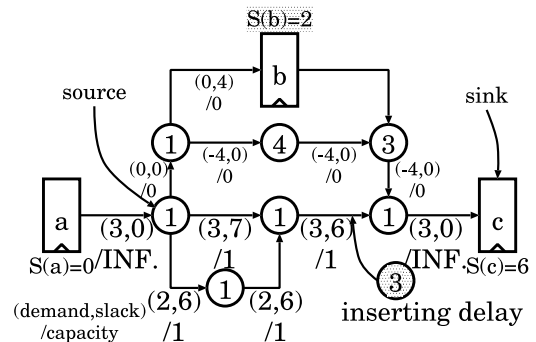 S(b)=2
b
(0,4)
/0
source
sink
1
4
3
(-4,0)
/0
(-4,0)
/0
(0,0)
/0
(-4,0)
/0
a
1
1
1
c
(3,0)
/INF.
(3,7)
/1
(3,6)
/1
(3,0)
/INF.
S(a)=0
S(c)=6
1
3
(2,6)
/1
(2,6)
/1
inserting delay
(demand,slack)
/capacity